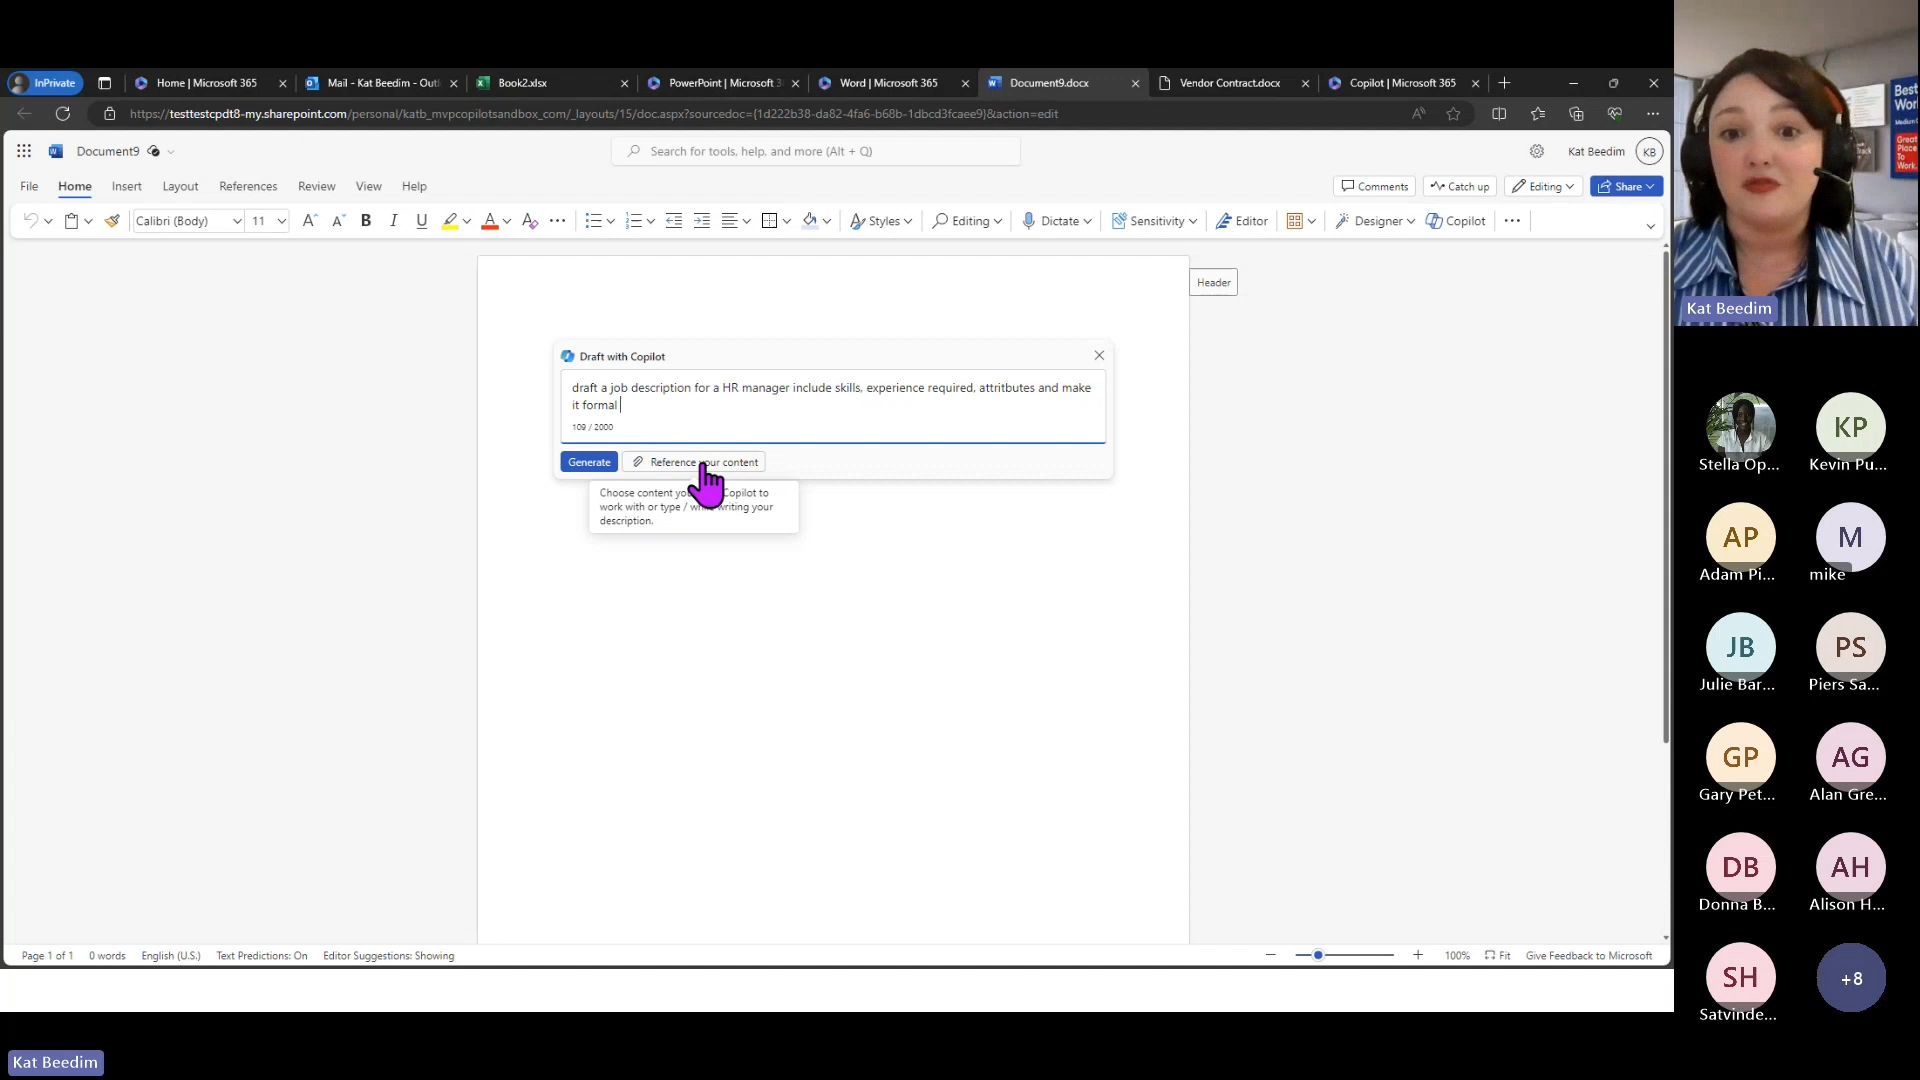 InPrivate
Home | Microsoft 365
Mail - Kat Beedim - Outl
Book2.xlsx
PowerPoint | Microsoft 3
Word | Microsoft 365
Document9.docx
Vendor Contract.docx
Copilot | Microsoft 365
https://testtestcpdt8-my.sharepoint.com/personal/katb_mvpcopilotsandbox_com/_layouts/15/doc.aspx?sourcedoc={1d222b38-da82-4fa6-b68b-1dbcd3fcaee9}&action=edit
Document9
Search for tools, help, and more (Alt + Q)
Kat Beedim
KB
File Home Insert Layout References Review View Help
Comments Catch up Editing Share
Calibri (Body) 11
B I U
Styles Editing Dictate Sensitivity Editor Designer Copilot
Header
Draft with Copilot
draft a job description for a HR manager include skills, experience required, attritbutes and make
it formal
109 / 2000
Generate Reference your content
Choose content Copilot to
work with or type / writing your
description.
Page 1 of 1 0 words English (U.S.) Text Predictions: On Editor Suggestions: Showing
100% Fit Give Feedback to Microsoft
Best
Great
Place
To
Work.
Kat Beedim
Stella Op...
KP
Kevin Pu...
AP
Adam Pi...
M
mike
JB
Julie Bar...
PS
Piers Sa...
GP
Gary Pet...
AG
Alan Gre...
DB
Donna B...
AH
Alison H...
SH
Satvinde...
+8
Kat Beedim